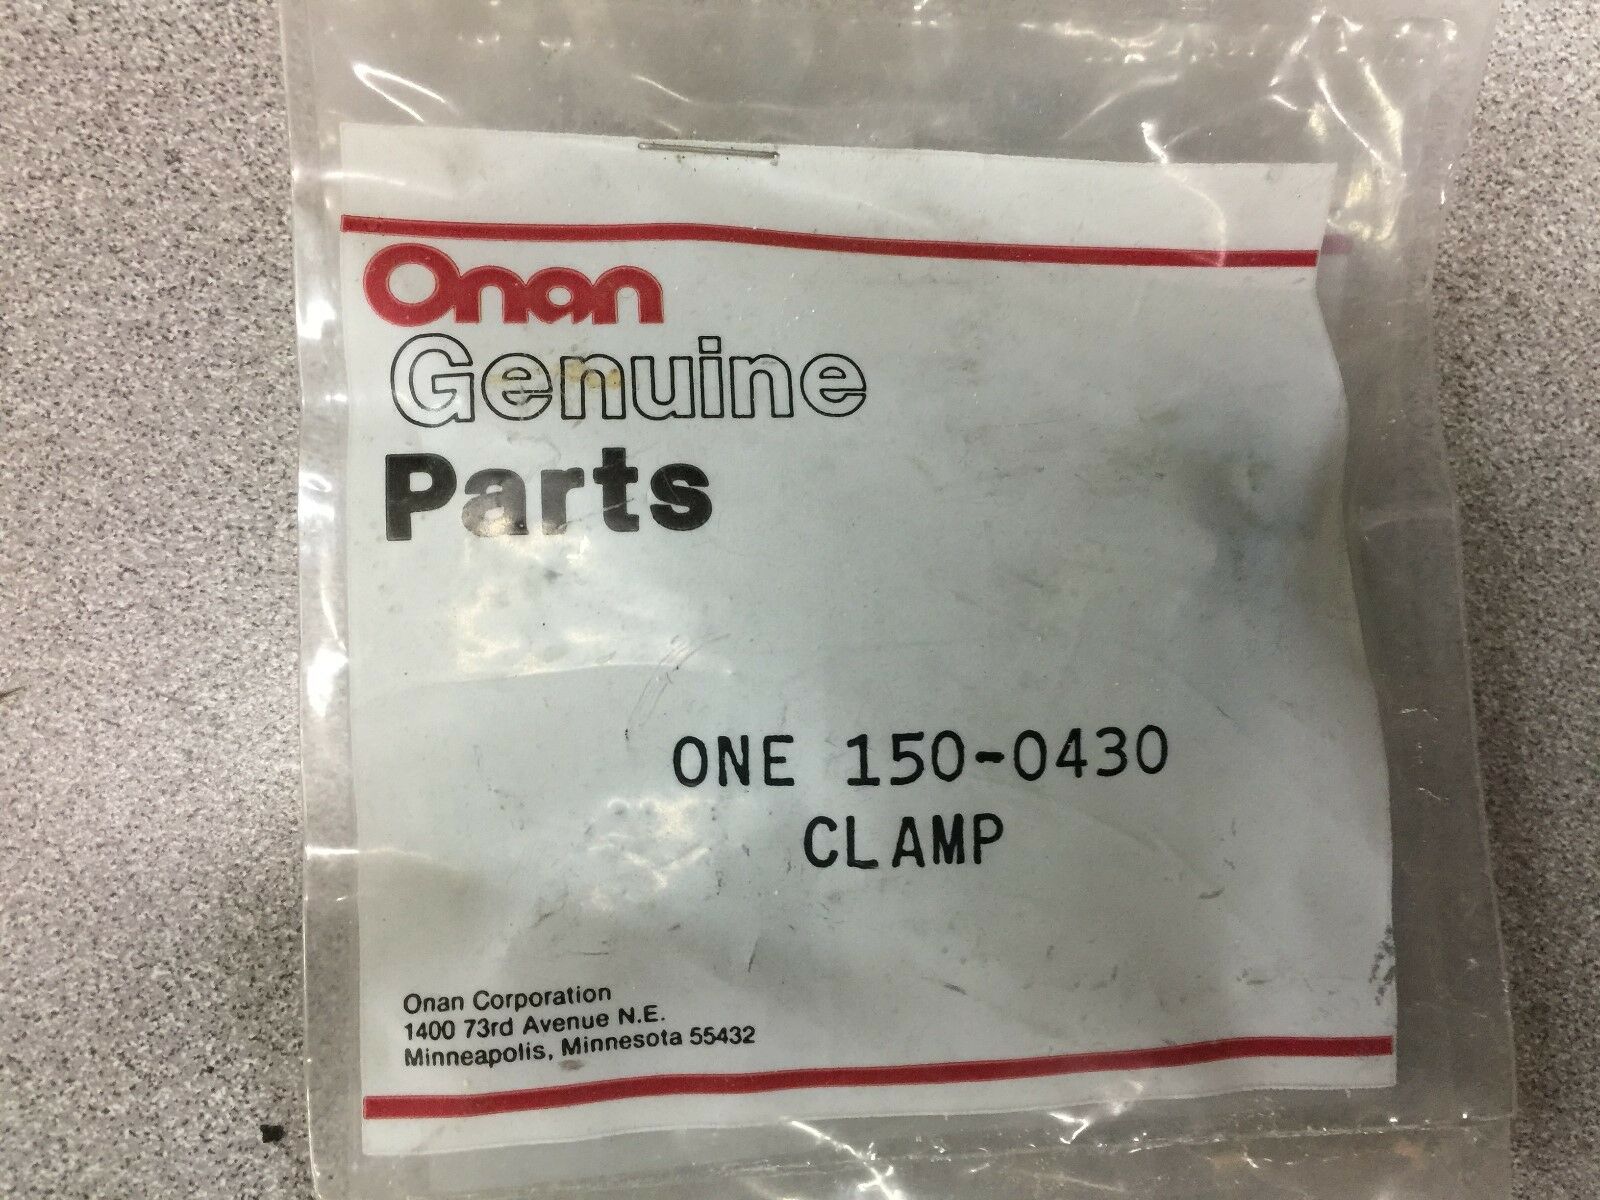 Onan
Genuine
Parts
ONE 150-0430
CLAMP
Onan Corporation
1400 73rd Avenue N.E.
Minneapolis, Minnesota 55432